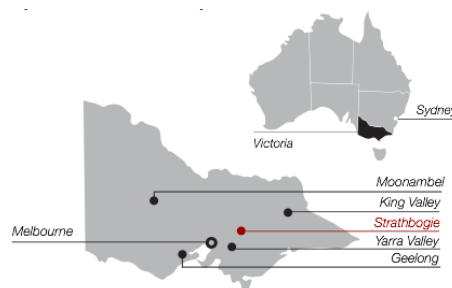 Sydney
Victoria
Moonambel
King Valley
Strathbogie
Melbourne
Yarra Valley
Geelong